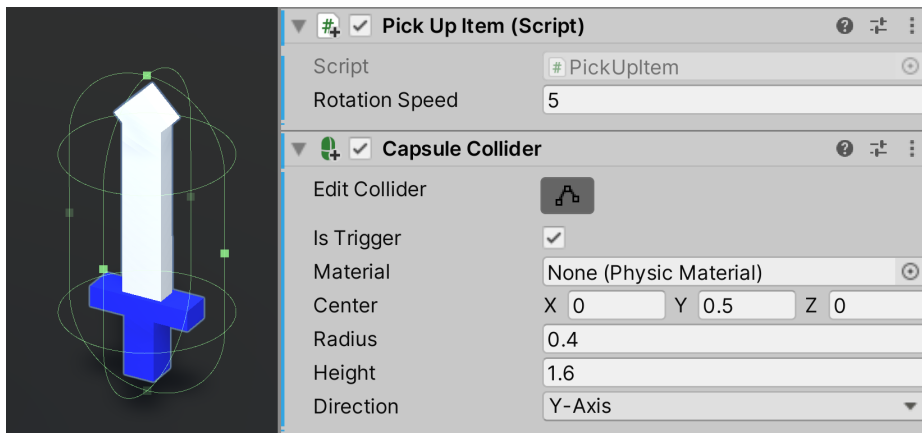 Pick Up Item (Script)
Script
# PickUpItem
Rotation Speed
5
Capsule Collider
Edit Collider
Is Trigger
Material
None (Physic Material)
Center
X 0 Y 0.5 Z 0
Radius
0.4
Height
1.6
Direction
Y-Axis